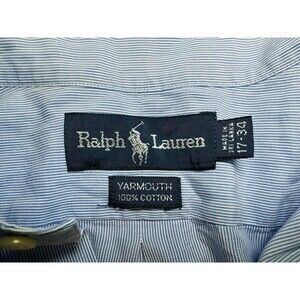 Ralph Lauren
MADE IN
SRI LANKA
17-34
YARMOUTH
100% COTTON